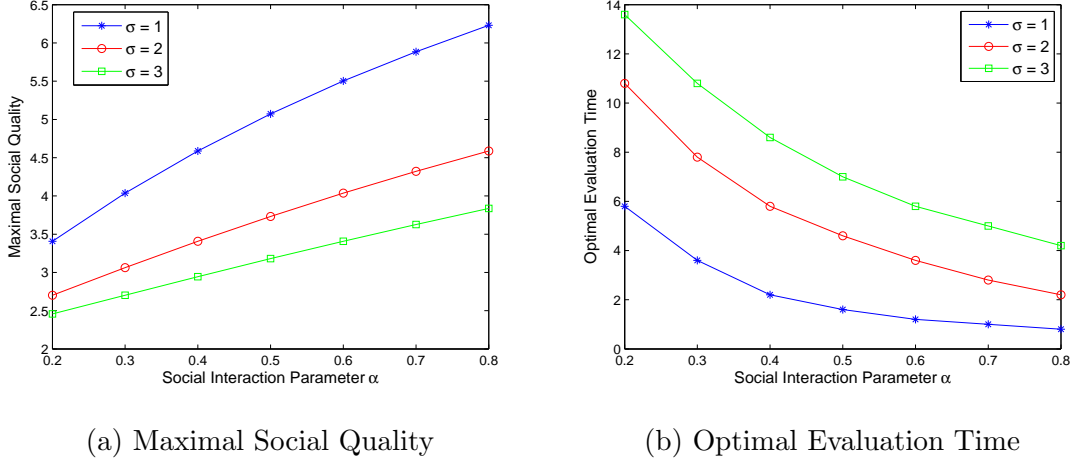 6.5
6
5.5
5
4.5
4
3.5
3
2.5
2
0.2 0.3 0.4 0.5 0.6 0.7 0.8
Maximal Social Quality
Social Interaction Parameter α
σ = 1
σ = 2
σ = 3
(a) Maximal Social Quality
14
12
10
8
6
4
2
0
0.2 0.3 0.4 0.5 0.6 0.7 0.8
Optimal Evaluation Time
Social Interaction Parameter α
σ = 1
σ = 2
σ = 3
(b) Optimal Evaluation Time